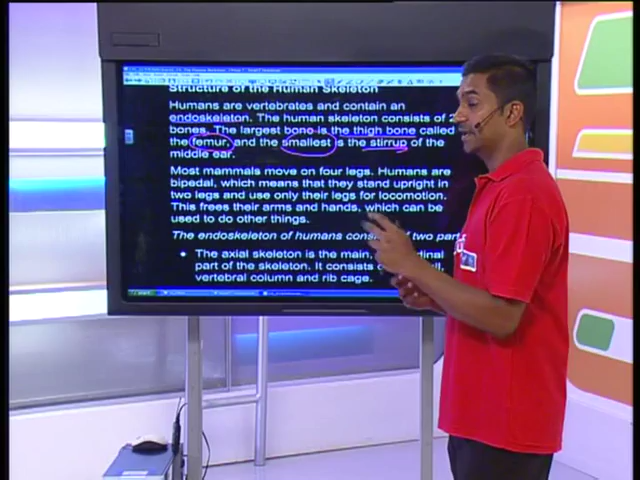 Structure of the Human Skeleton
Humans are vertebrates and contain an
endoskeleton. The human skeleton consists of
bones. The largest bone is the thigh bone called
the femur, and the smallest is the stirrup of the
middle ear.
Most mammals move on four legs. Humans are
bipedal, which means that they stand upright in
two legs and use only their legs for locomotion.
This frees their arms and hands, which can be
used to do other things.
The endoskeleton of humans of two
The axial skeleton is the main,
part of the skeleton. It consists
vertebral column and rib cage.